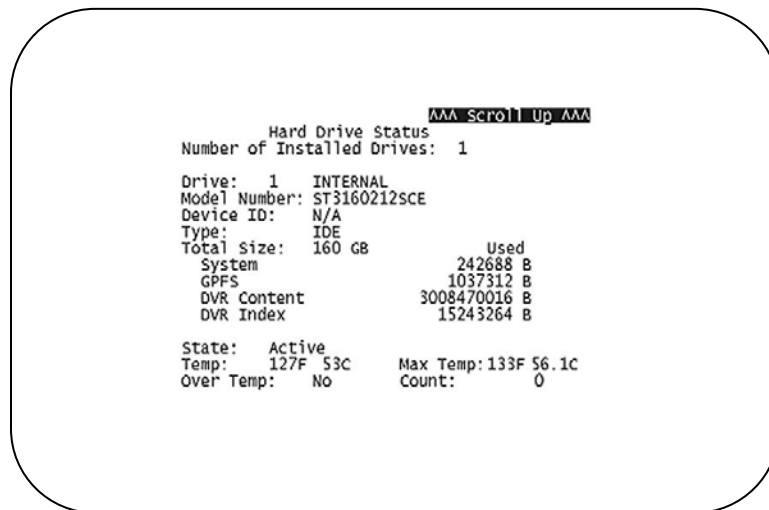 ΛΛΛ Scroll Up ΛΛΛ
Hard Drive Status
Number of Installed Drives: 1
Drive: 1 INTERNAL
Model Number: ST3160212SCE
Device ID: N/A
Type: IDE
Total Size: 160 GB Used
System 242688 B
GPFS 1037312 B
DVR Content 3008470016 B
DVR Index 15243264 B
State: Active
Temp: 127F 53C Max Temp: 133F 56.1C
Over Temp: No Count: 0